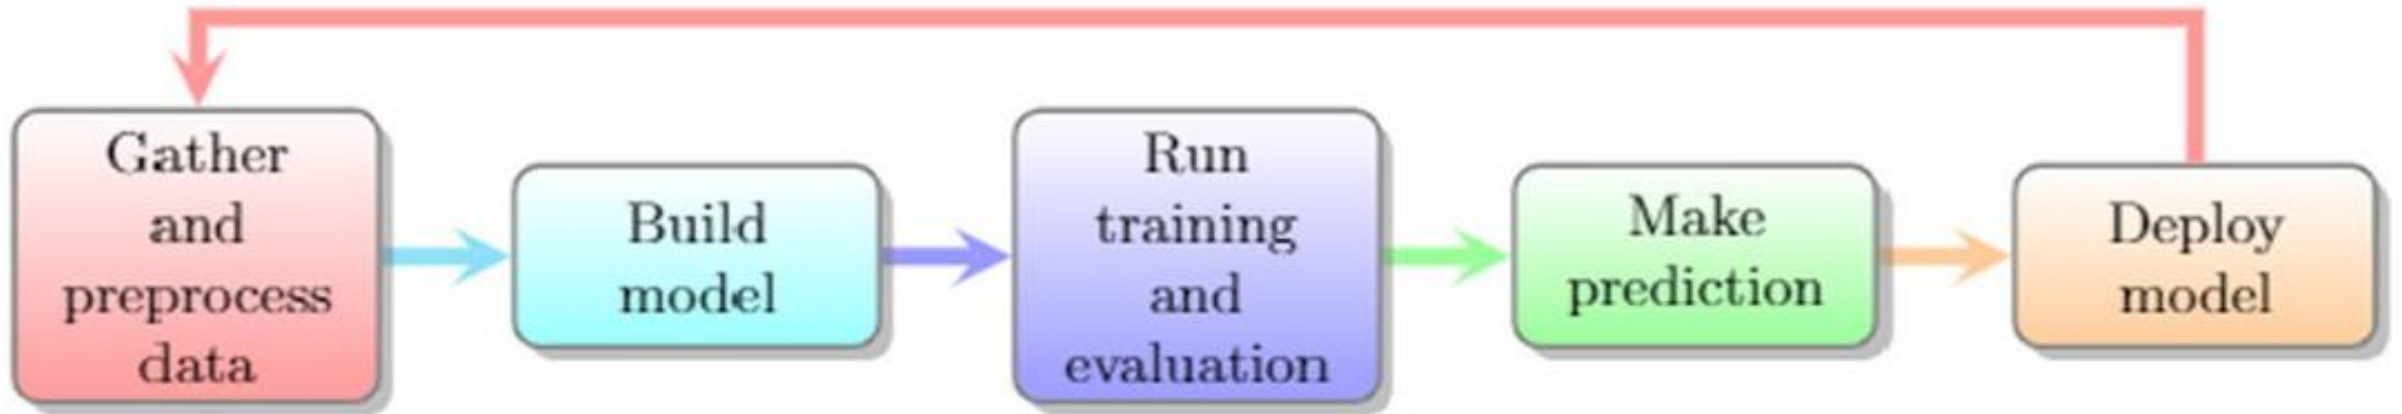 Gather
and
preprocess
data
Build
model
Run
training
and
evaluation
Make
prediction
Deploy
model